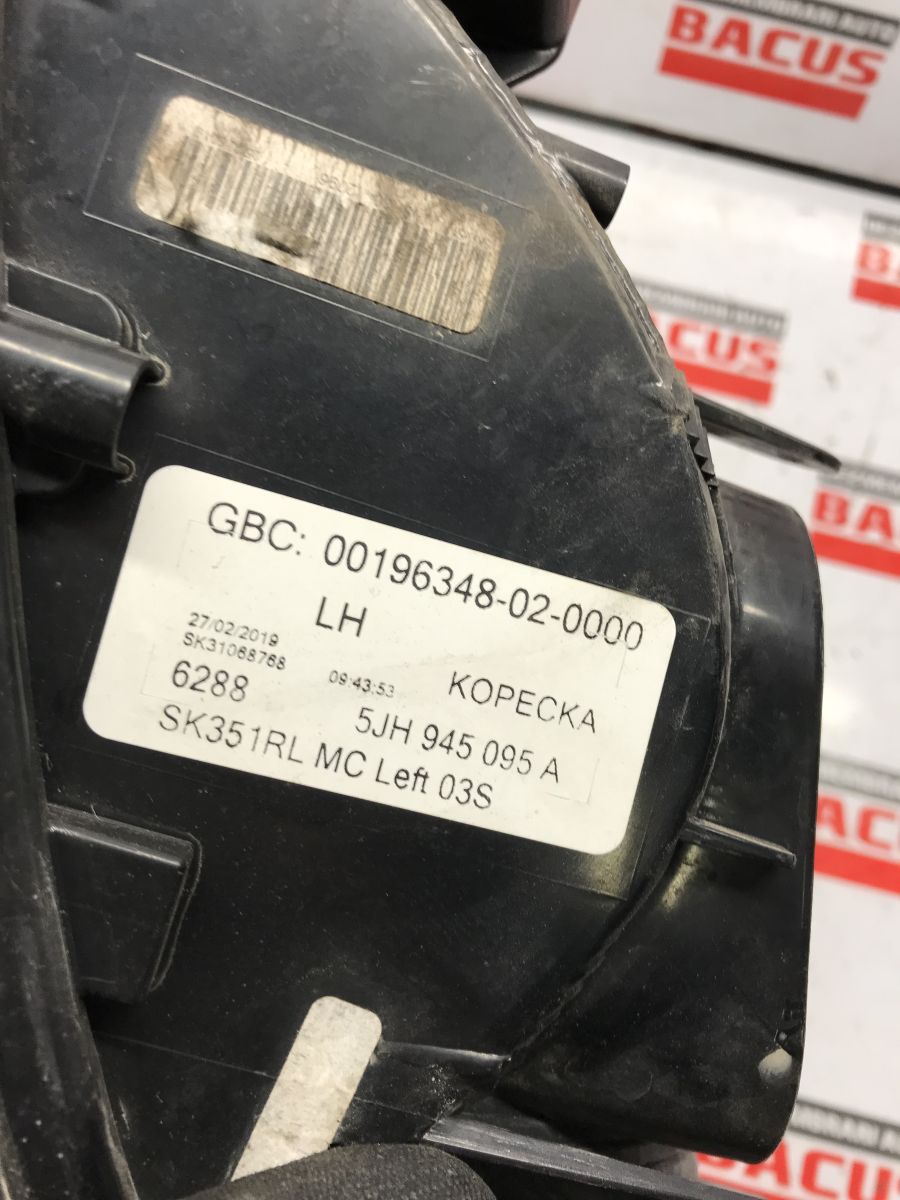 BACUS
BACUS
GBC: 00196348-02-0000
LH
27/02/2019
SK31068768
09:43:53
KOPECKA
6288
5JH 945 095 A
SK351RL MC Left 03S
BACUS